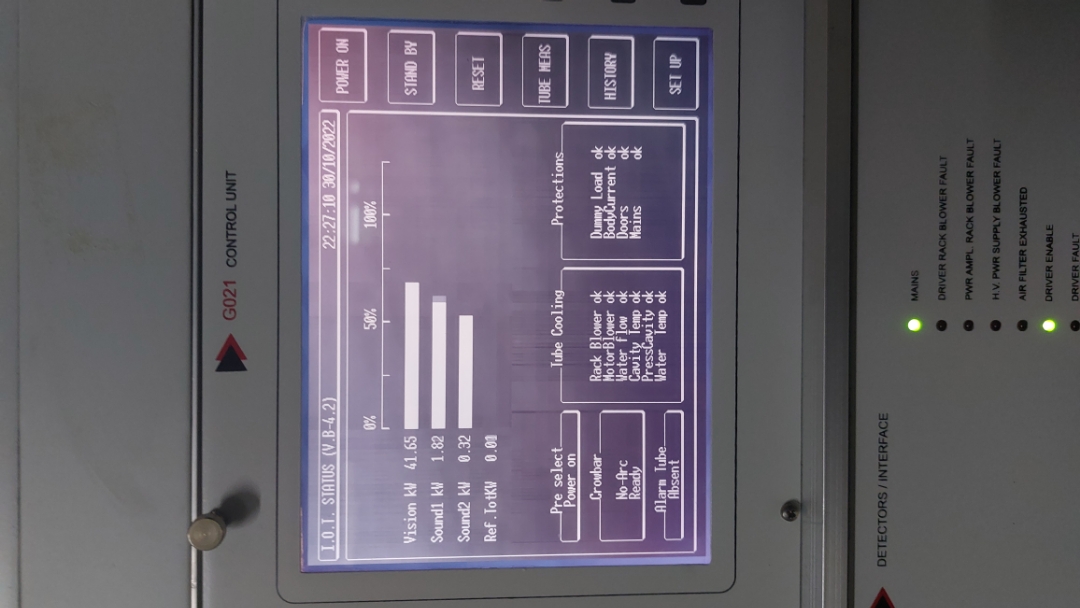 G021 CONTROL UNIT
I.O.T. STATUS (V.B-4.2) 22:27:10 30/10/2022
POWER ON
STAND BY
RESET
TUBE MEAS
HISTORY
SET UP
0% 50% 100%
Vision kW 41.65
Sound1 kW 1.82
Sound2 kW 0.32
Ref.TotKW 0.01
Pre select
Power on
Crowbar
No-Arc
Ready
Alarm Tube
Absent
Tube Cooling
Rack Blower ok
MotorBlower ok
Water flow ok
Cavity Temp ok
PressCavity ok
Water Temp ok
Protections
Dummy Load ok
BodyCurrent ok
Doors ok
Mains ok
DETECTORS / INTERFACE
MAINS
DRIVER RACK BLOWER FAULT
PWR AMPL. RACK BLOWER FAULT
H.V. PWR SUPPLY BLOWER FAULT
AIR FILTER EXHAUSTED
DRIVER ENABLE
DRIVER FAULT